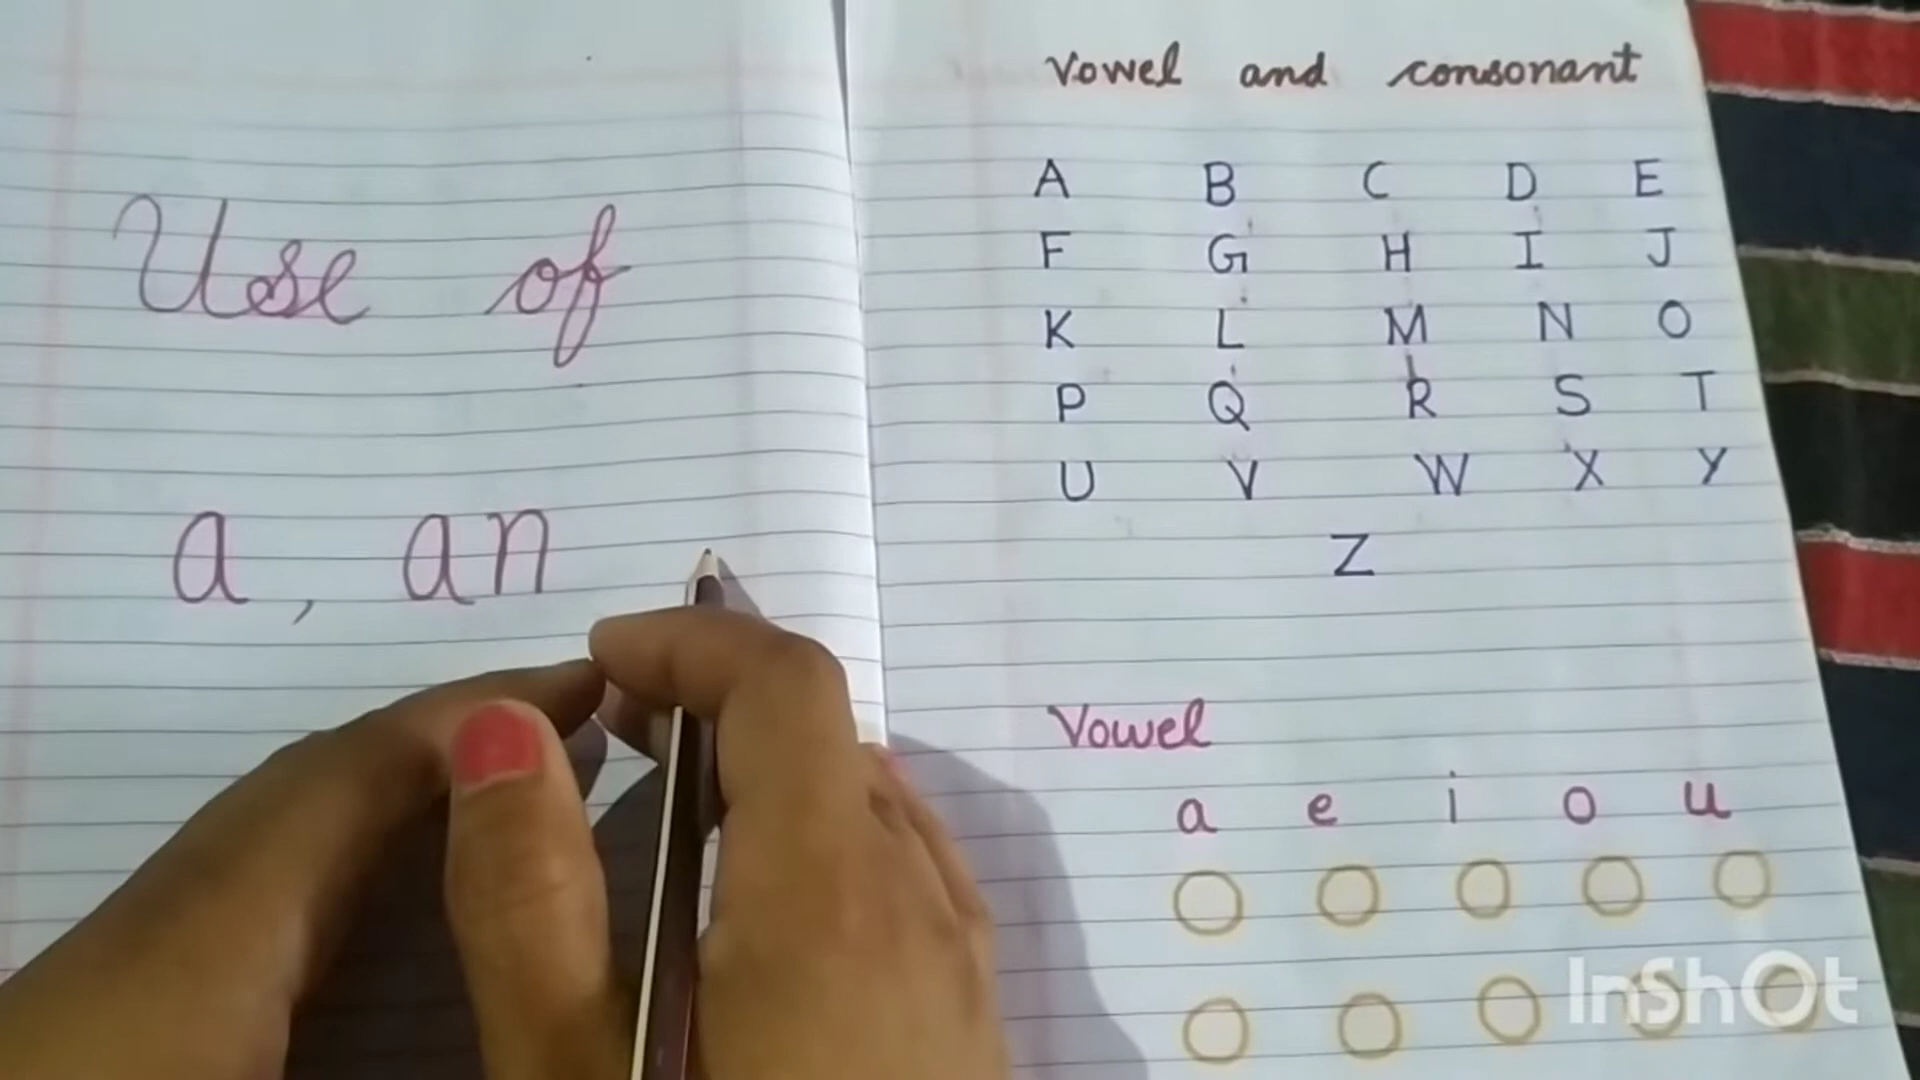 Use of
a, an
Vowel and consonant
A B C D E
F G H I J
K L M N O
P Q R S T
U V W X Y
Z
Vowel
a e i o u
InShOt